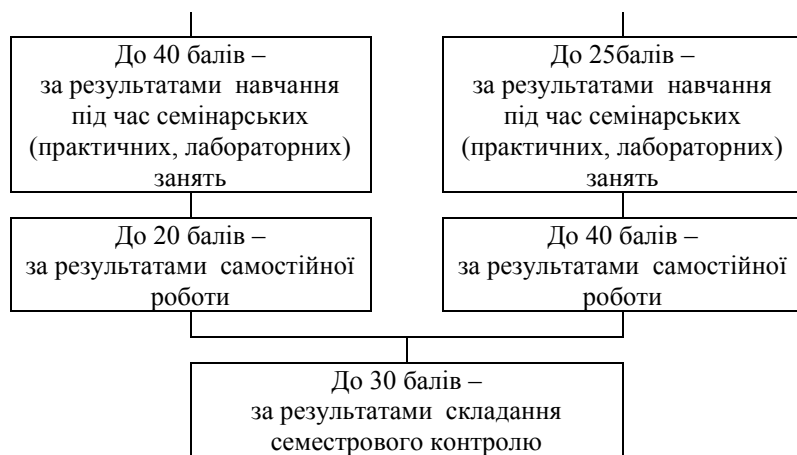 До 40 балів –
за результатами навчання
під час семінарських
(практичних, лабораторних)
занять
До 25балів –
за результатами навчання
під час семінарських
(практичних, лабораторних)
занять
До 20 балів –
за результатами самостійної
роботи
До 40 балів –
за результатами самостійної
роботи
До 30 балів –
за результатами складання
семестрового контролю